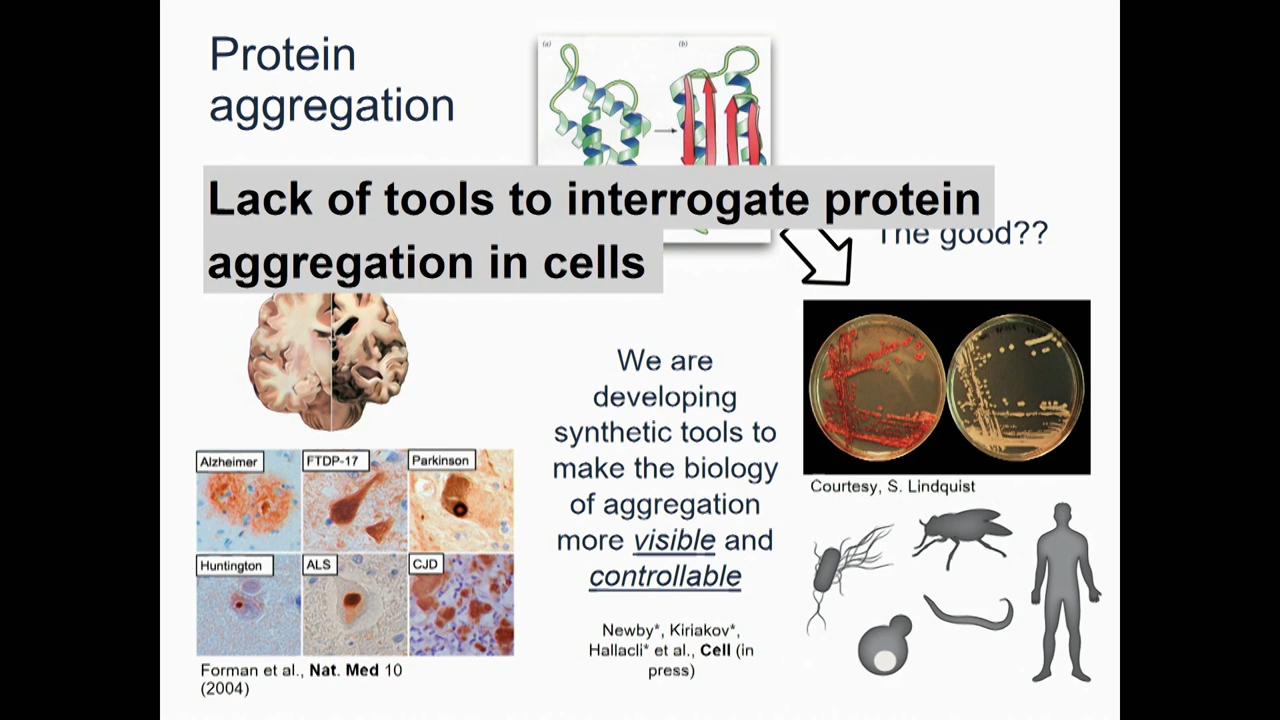 Protein
aggregation
(a)
(b)
Lack of tools to interrogate protein
aggregation in cells
The good??
We are
developing
synthetic tools to
make the biology
of aggregation
more visible and
controllable
Newby*, Kiriakov*,
Hallacli* et al., Cell (in
press)
Alzheimer
FTDP-17
Parkinson
Huntington
ALS
CJD
Forman et al., Nat. Med 10
(2004)
Courtesy, S. Lindquist